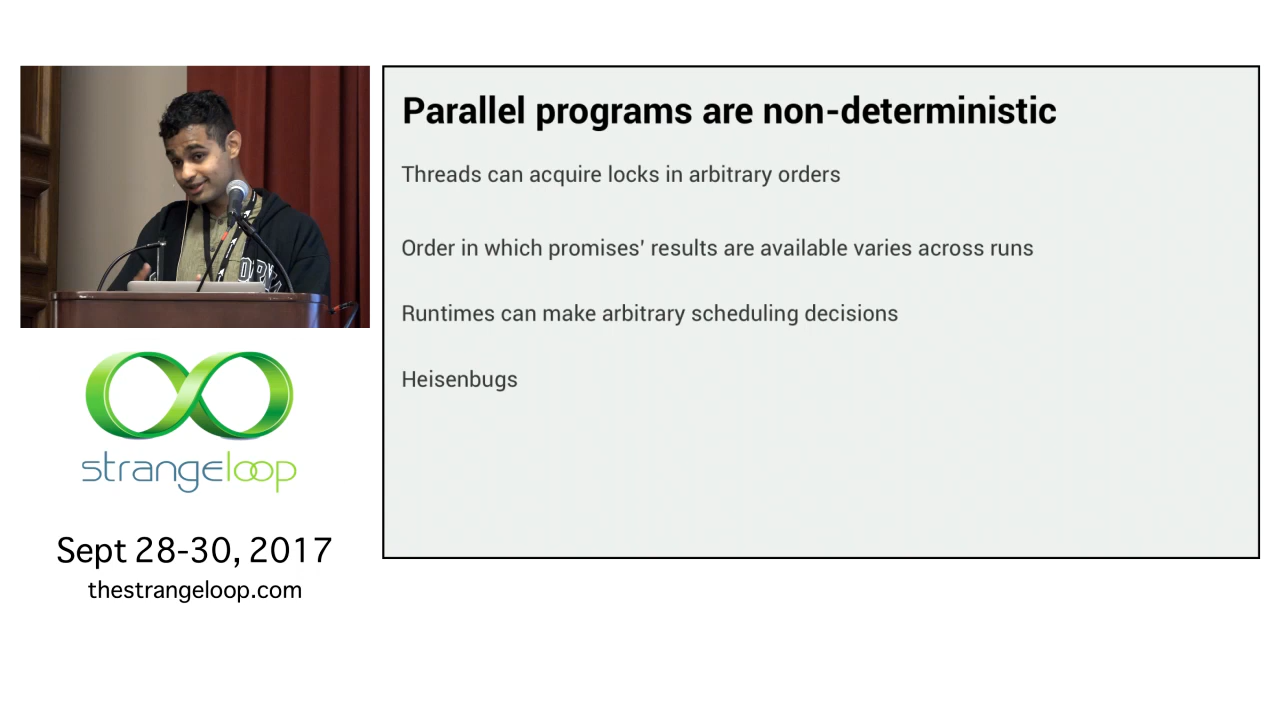 Parallel programs are non-deterministic
Threads can acquire locks in arbitrary orders
Order in which promises' results are available varies across runs
Runtimes can make arbitrary scheduling decisions
Heisenbugs
strangeloop
Sept 28-30, 2017
thestrangeloop.com